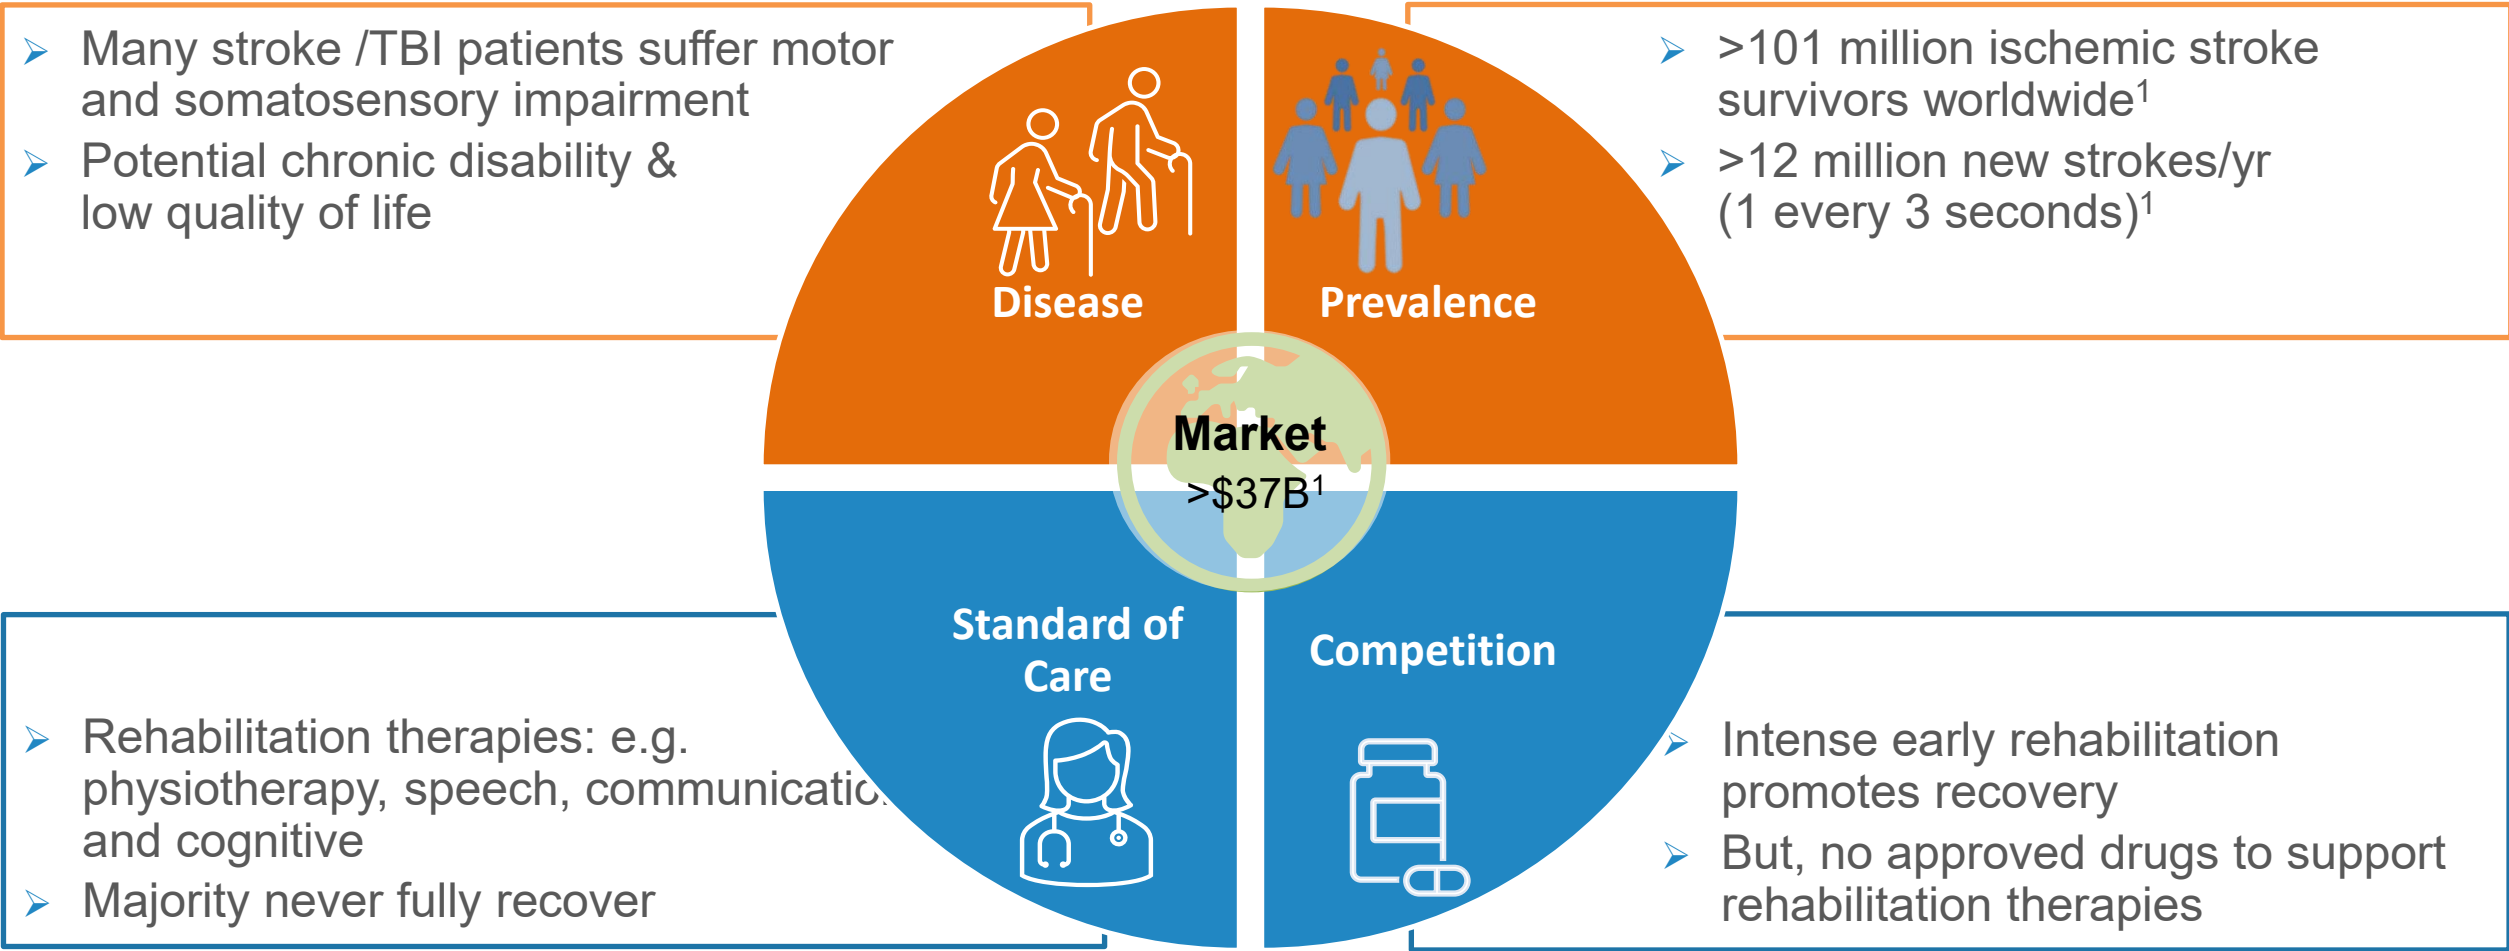 ➢ Many stroke /TBI patients suffer motor
and somatosensory impairment
➢ Potential chronic disability &
low quality of life
Disease
Prevalence
➢ >101 million ischemic stroke
survivors worldwide¹
➢ >12 million new strokes/yr
(1 every 3 seconds)¹
Market
>$37B¹
Standard of
Care
➢ Rehabilitation therapies: e.g.
physiotherapy, speech, communicatio
and cognitive
➢ Majority never fully recover
Competition
➢ Intense early rehabilitation
promotes recovery
➢ But, no approved drugs to support
rehabilitation therapies